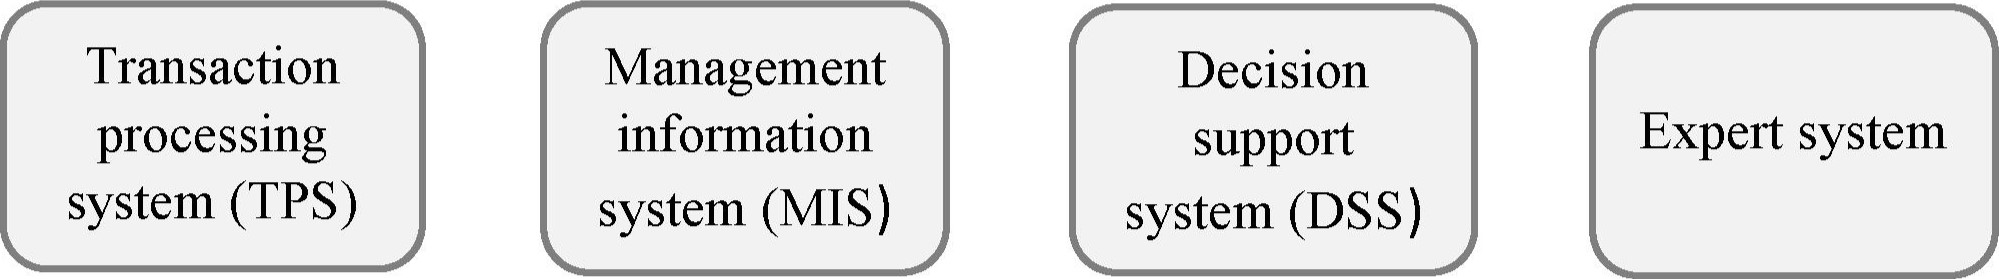 Transaction
processing
system (TPS)
Management
information
system (MIS)
Decision
support
system (DSS)
Expert system